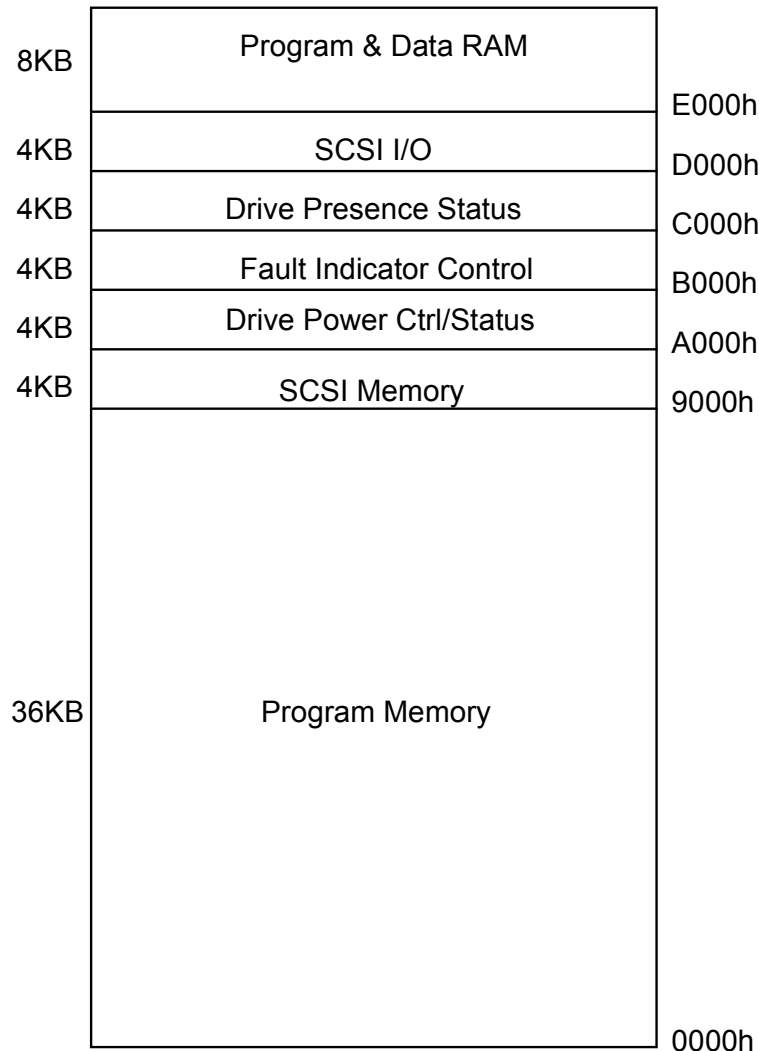 8KB
Program & Data RAM
E000h
4KB
SCSI I/O
D000h
4KB
Drive Presence Status
C000h
4KB
Fault Indicator Control
B000h
4KB
Drive Power Ctrl/Status
A000h
4KB
SCSI Memory
9000h
36KB
Program Memory
0000h